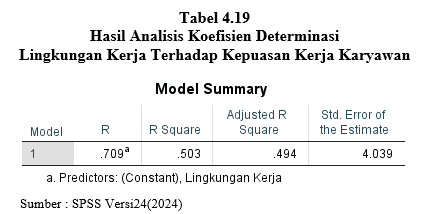 Tabel 4.19
Hasil Analisis Koefisien Determinasi
Lingkungan Kerja Terhadap Kepuasan Kerja Karyawan
Model Summary
Model R R Square Adjusted R Square Std. Error of the Estimate
1 .709a .503 .494 4.039
a. Predictors: (Constant), Lingkungan Kerja
Sumber : SPSS Versi24(2024)